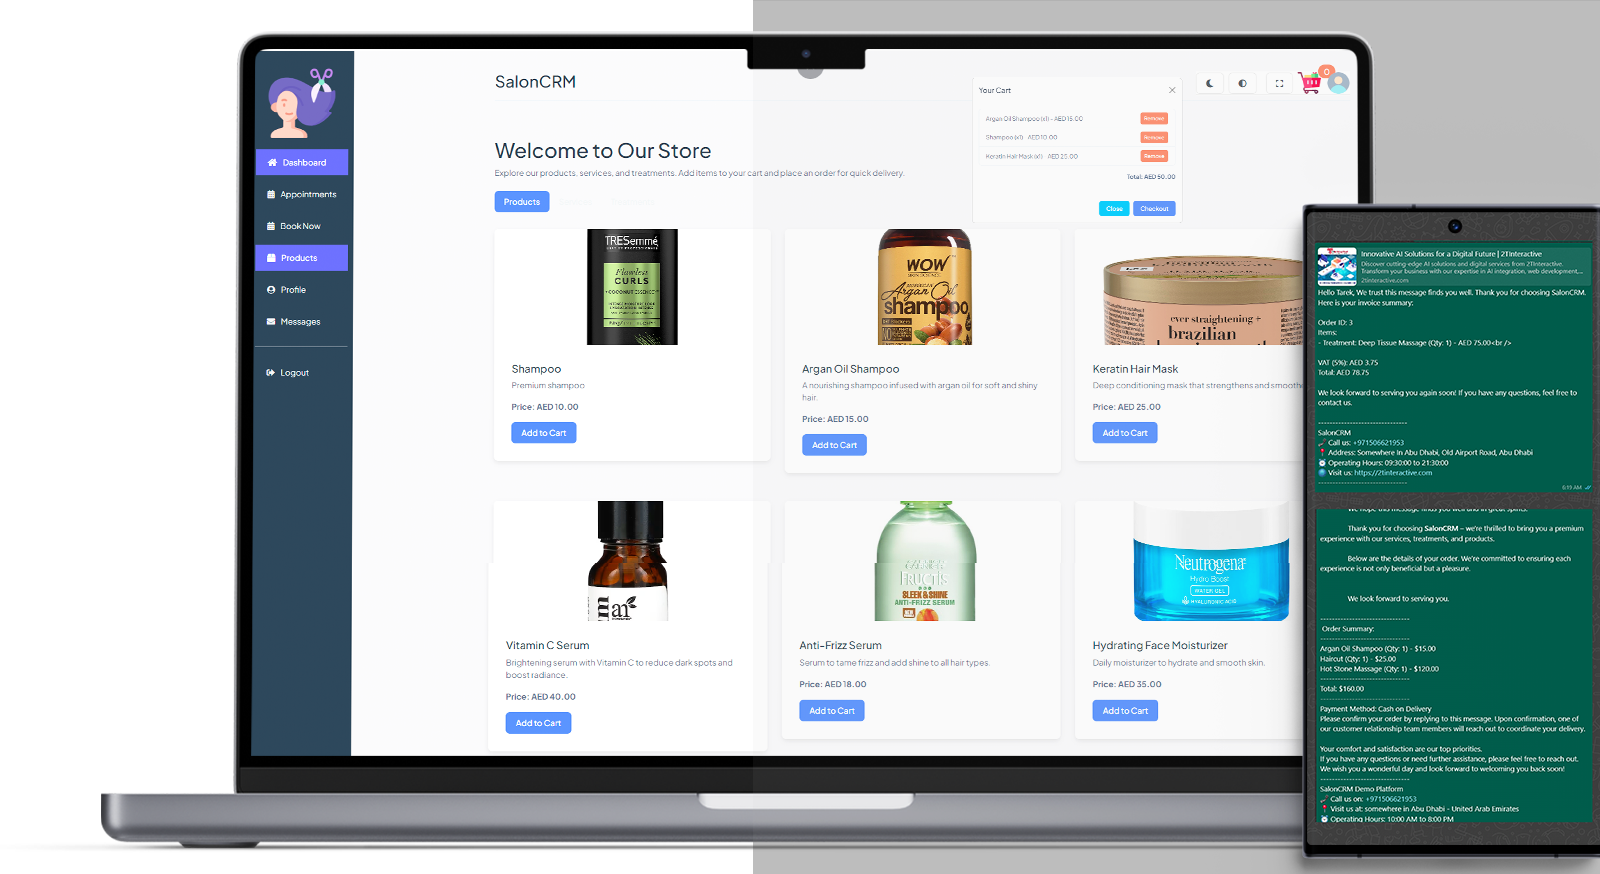 SalonCRM
Dashboard
Appointments
Book Now
Products
Profile
Messages
Logout
Welcome to Our Store
Explore our products, services, and treatments. Add items to your cart and place an order for quick delivery.
Products
Your Cart
Argan Oil Shampoo (x1) - AED 15.00
Remove
Shampoo (x1) - AED 10.00
Remove
Keratin Hair Mask (x1) - AED 25.00
Remove
Total: AED 50.00
Close
Checkout
0
TRESemmé
Flawless
CURLS
+COCONUT ESSENCE
Shampoo
Premium shampoo
Price: AED 10.00
Add to Cart
WOW
Argan Oil
shampoo
Argan Oil Shampoo
A nourishing shampoo infused with argan oil for soft and shiny
hair.
Price: AED 15.00
Add to Cart
ever straightening +
brazilian
Keratin Hair Mask
Deep conditioning mask that strengthens and smooths
Price: AED 25.00
Add to Cart
ar
Vitamin C Serum
Brightening serum with Vitamin C to reduce dark spots and
boost radiance.
Price: AED 40.00
Add to Cart
GARNIER
FRUCTIS
SLEEK & SHINE
ANTI-FRIZZ SERUM
Anti-Frizz Serum
Serum to tame frizz and add shine to all hair types.
Price: AED 18.00
Add to Cart
Neutrogena
Hydro Boost
WATER GEL
HYALURONIC ACID
Hydrating Face Moisturizer
Daily moisturizer to hydrate and smooth skin.
Price: AED 35.00
Add to Cart
Innovative AI Solutions for a Digital Future | 2TInteractive
Discover cutting-edge AI solutions and digital services from 2TInteractive.
Transform your business with our expertise in AI integration, web development,...
2tinteractive.com
Hello Tarek, We trust this message finds you well. Thank you for choosing SalonCRM.
Here is your invoice summary:
Order ID: 3
Items:
- Treatment: Deep Tissue Massage (Qty: 1) - AED 75.00<br />
VAT (5%): AED 3.75
Total: AED 78.75
We look forward to serving you again soon! If you have any questions, feel free to
contact us.
------------------------------
SalonCRM
Call us: +971506621953
Address: Somewhere In Abu Dhabi, Old Airport Road, Abu Dhabi
Operating Hours: 09:30:00 to 21:30:00
Visit us: https://2tinteractive.com
------------------------------
6:19 AM
We hope this message finds you well and in great spirits.
Thank you for choosing SalonCRM – we're thrilled to bring you a premium
experience with our services, treatments, and products.
Below are the details of your order. We're committed to ensuring each
experience is not only beneficial but a pleasure.
We look forward to serving you.
------------------------------
Order Summary:
------------------------------
Argan Oil Shampoo (Qty: 1) - $15.00
Haircut (Qty: 1) - $25.00
Hot Stone Massage (Qty: 1) - $120.00
------------------------------
Total: $160.00
------------------------------
Payment Method: Cash on Delivery
Please confirm your order by replying to this message. Upon confirmation, one of
our customer relationship team members will reach out to coordinate your delivery.
Your comfort and satisfaction are our top priorities.
If you have any questions or need further assistance, please feel free to reach out.
We wish you a wonderful day and look forward to welcoming you back soon!
------------------------------
SalonCRM Demo Platform
Call us on: +971506621953
Visit us at: somewhere in Abu Dhabi - United Arab Emirates
Operating Hours: 10:00 AM to 8:00 PM